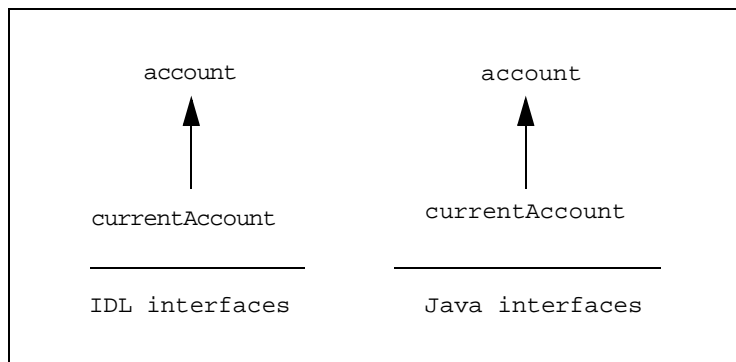 account account
currentAccount currentAccount
IDL interfaces Java interfaces